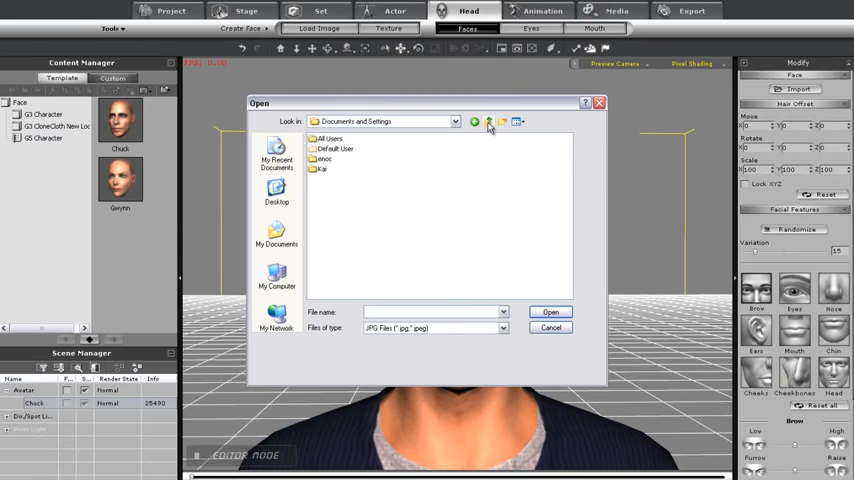 Project Stage Set Actor Head Animation Media Export
Tools Create Face Load Image Texture Faces Eyes Mouth
FPS: 0.00 Preview Camera Pixel Shading
Content Manager
Template Custom
Face
G3 Character
G3 CloneCloth New Loc
G5 Character
Chuck
Gwynn
Open
Look in: Documents and Settings
My Recent Documents
Desktop
My Documents
My Computer
My Network
All Users
Default User
enoc
Kai
File name: Open
Files of type: JPG Files (*.jpg;*.jpeg) Cancel
Scene Manager
Name F... S... Render State Info
Avatar Normal
Chuck Normal 25490
Dir/Spot Li... Normal
Point Light Normal
EDITOR MODE
Modify
Face
Import
Hair Offset
Move
X 0 Y 0 Z 0
Rotate
X 0 Y 0 Z 0
Scale
X 100 Y 100 Z 100
Lock XYZ
Reset
Facial Features
Randomize
Variation
15
Brow Eyes Nose
Ears Mouth Chin
Cheeks Cheekbones Head
Reset all
Brow
Low High
Furrow Raise